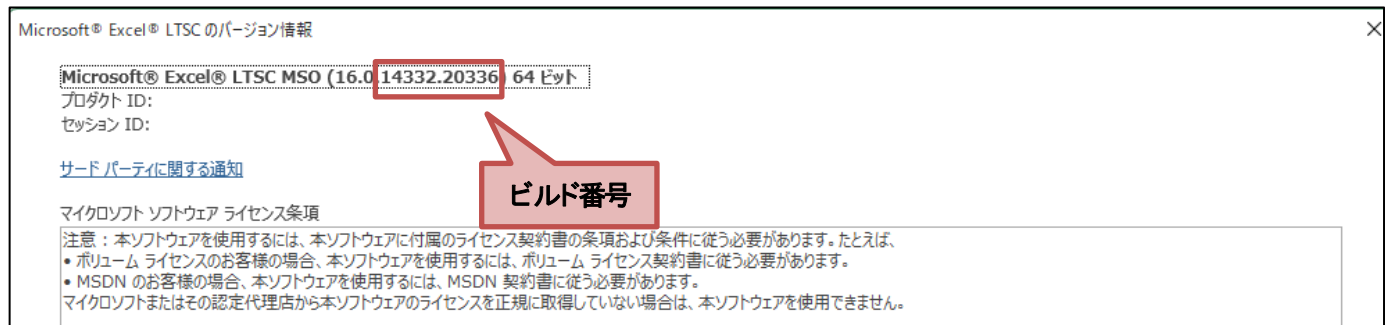 Microsoft® Excel® LTSC のバージョン情報
Microsoft® Excel® LTSC MSO (16.0.14332.20336) 64 ビット
プロダクト ID:
セッション ID:
サード パーティに関する通知
ビルド番号
マイクロソフト ソフトウェア ライセンス条項
注意：本ソフトウェアを使用するには、本ソフトウェアに付属のライセンス契約書の条項および条件に従う必要があります。たとえば、
• ボリューム ライセンスのお客様の場合、本ソフトウェアを使用するには、ボリューム ライセンス契約書に従う必要があります。
• MSDN のお客様の場合、本ソフトウェアを使用するには、MSDN 契約書に従う必要があります。
マイクロソフトまたはその認定代理店から本ソフトウェアのライセンスを正規に取得していない場合は、本ソフトウェアを使用できません。